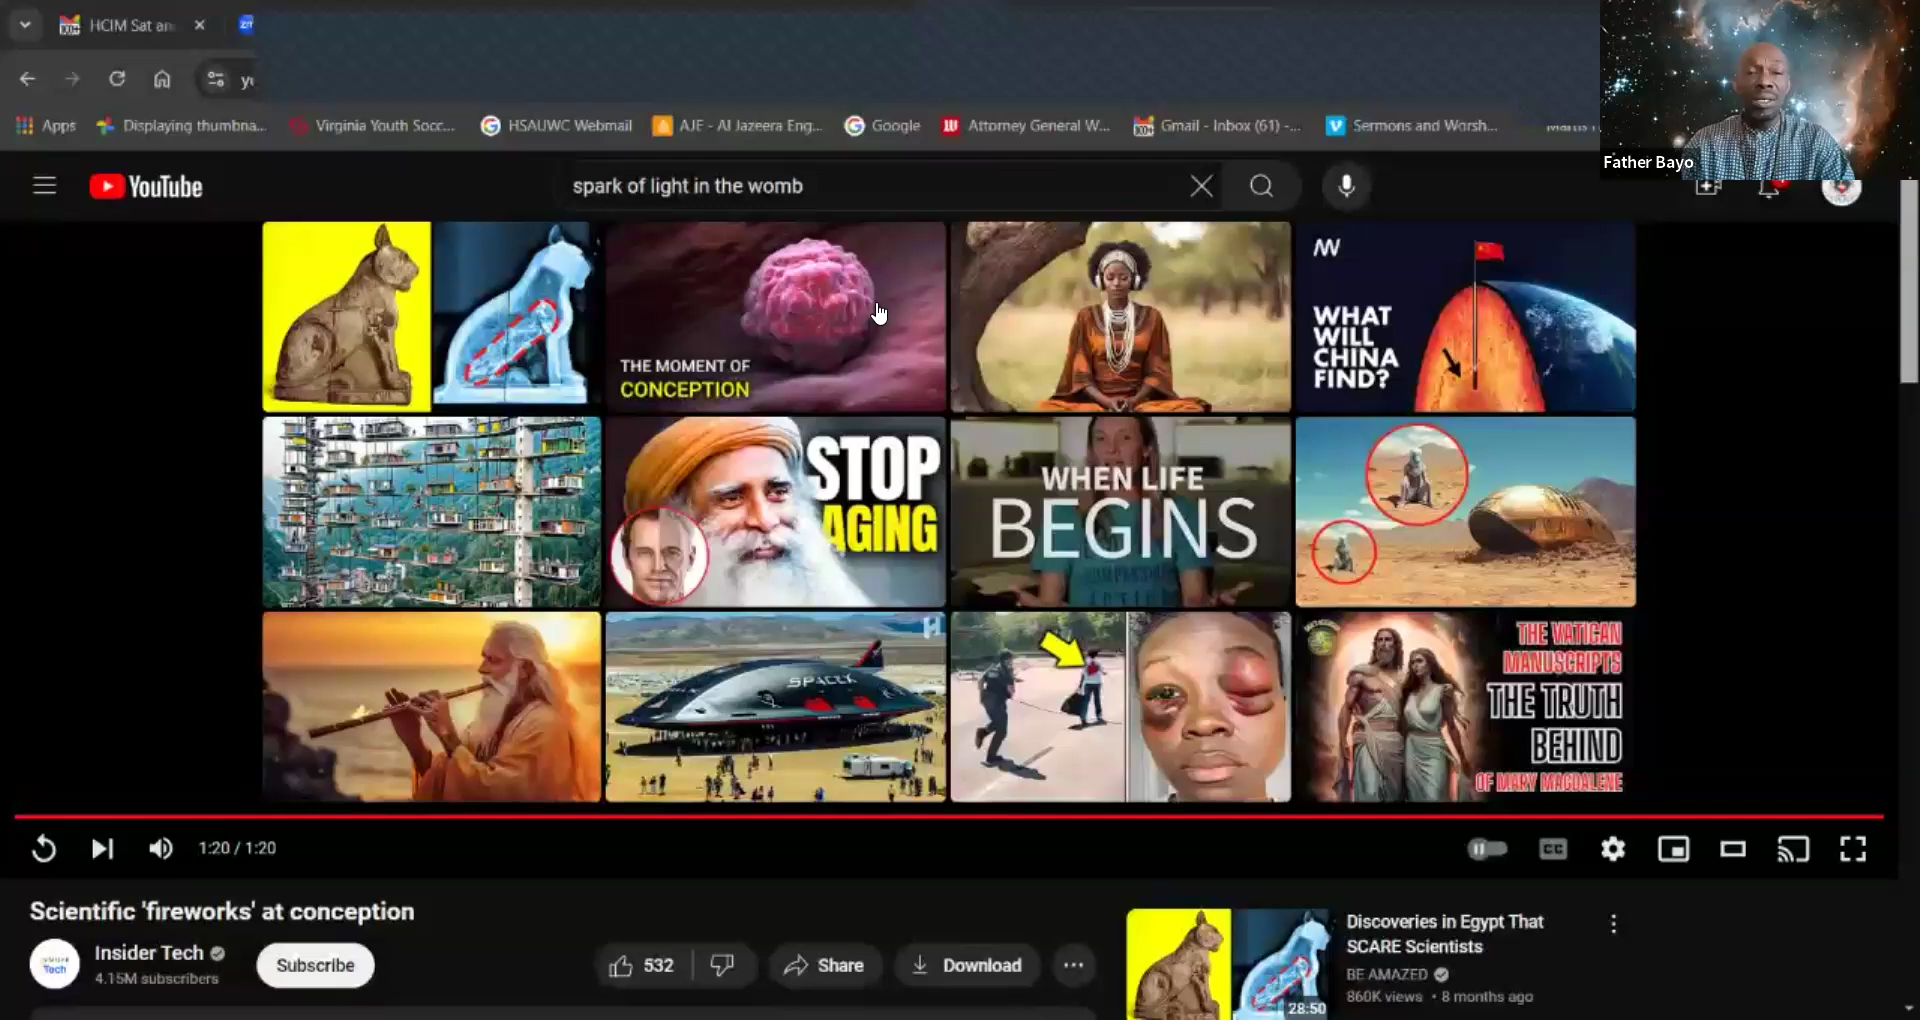 HCIM Sat an
Apps
Displaying thumbna...
Virginia Youth Socc...
HSAUWC Webmail
AJE - Al Jazeera Eng...
Google
Attorney General W...
Gmail - Inbox (61) -...
Sermons and Worsh...
Father Bayo
YouTube
spark of light in the womb
THE MOMENT OF
CONCEPTION
WHAT
WILL
CHINA
FIND?
STOP
AGING
WHEN LIFE
BEGINS
SPACEX
THE VATICAN
MANUSCRIPTS
THE TRUTH
BEHIND
OF MARY MAGDALENE
1:20 / 1:20
CC
Scientific 'fireworks' at conception
Insider Tech
4.15M subscribers
Subscribe
532
Share
Download
Discoveries in Egypt That
SCARE Scientists
BE AMAZED
860K views • 8 months ago
28:50